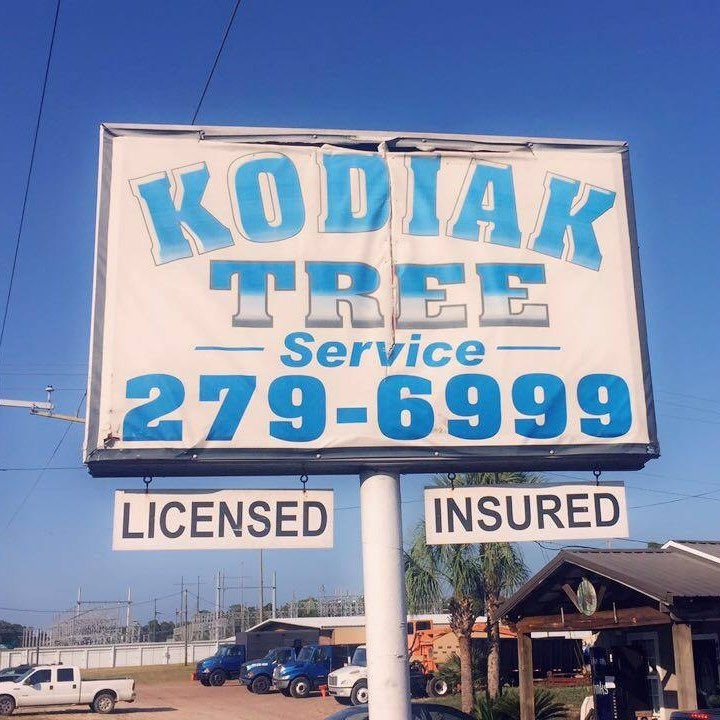 KODIAK
TREE
Service
279-6999
LICENSED
INSURED